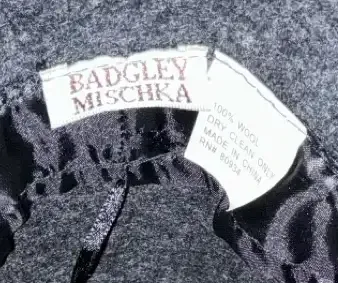 BADGLEY
MISCHKA
100% WOOL
DRY CLEAN ONLY
MADE IN CHINA
RN# 80934